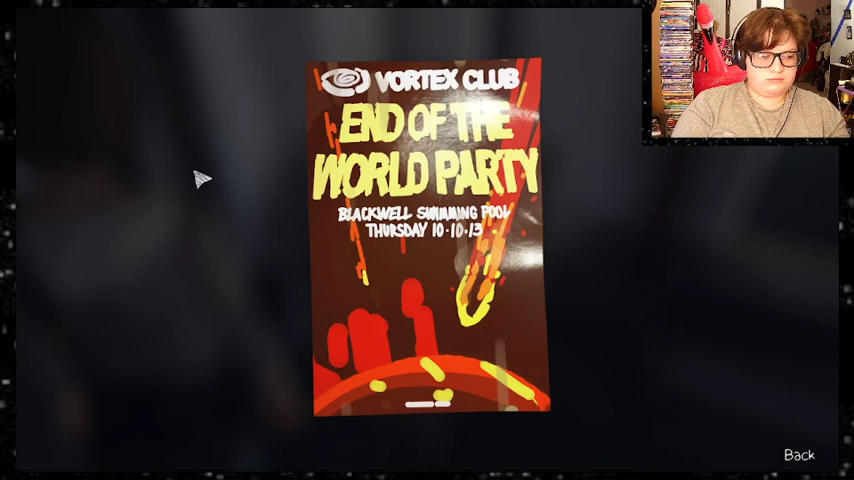 VORTEX CLUB
END OF THE
WORLD PARTY
BLACKWELL SWIMMING POOL
THURSDAY 10·10·13
Back